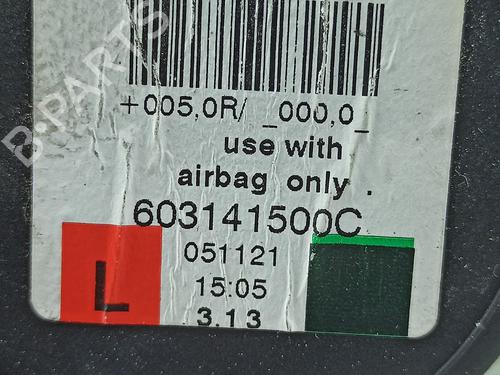 B-PARTS
+005,0R/ _000,0_
use with
airbag only .
603141500C
051121
L
15:05
3.13